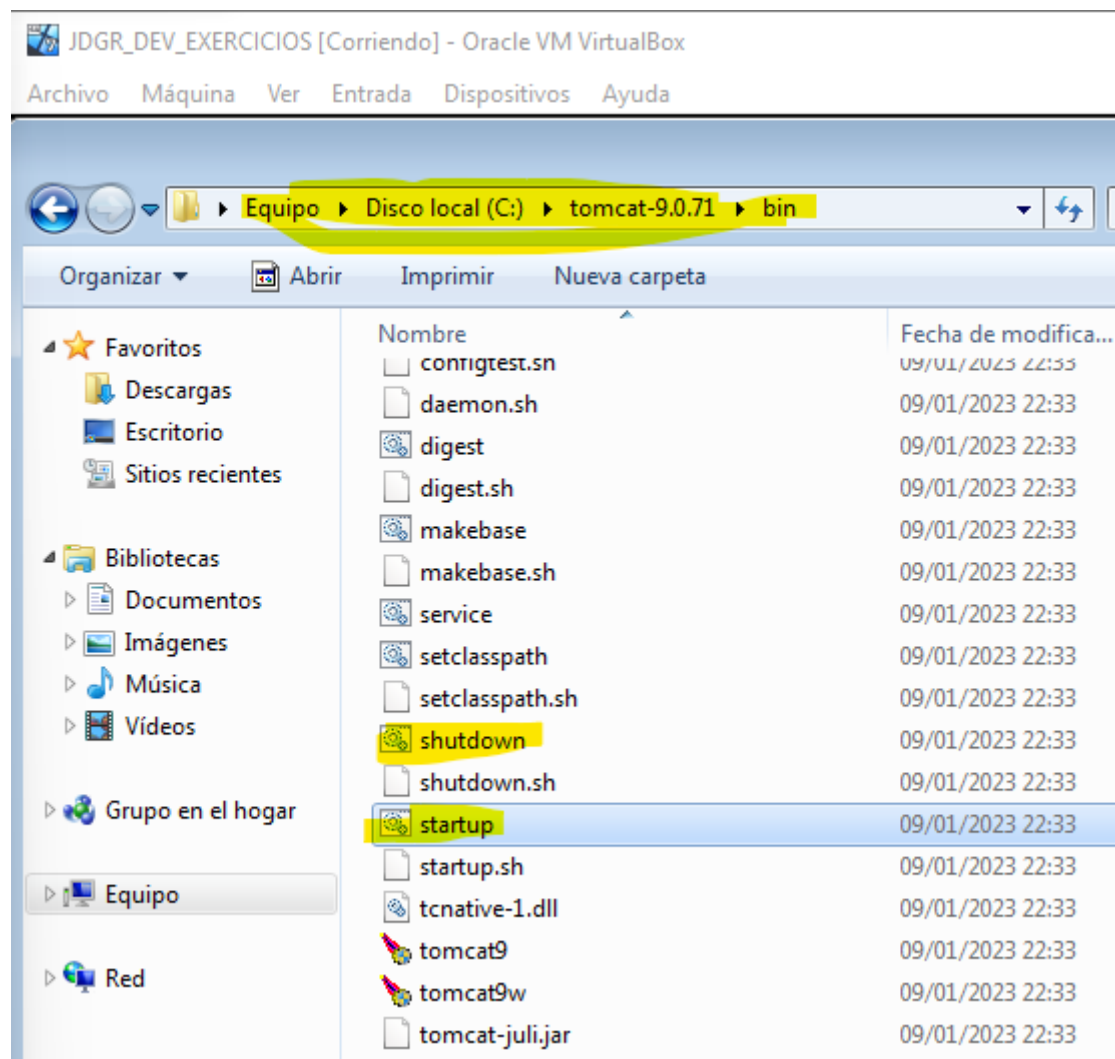 JDGR_DEV_EXERCICIOS [Corriendo] - Oracle VM VirtualBox
Archivo Máquina Ver Entrada Dispositivos Ayuda
Equipo Disco local (C:) tomcat-9.0.71 bin
Organizar Abrir Imprimir Nueva carpeta
Favoritos
Descargas
Escritorio
Sitios recientes
Bibliotecas
Documentos
Imágenes
Música
Vídeos
Grupo en el hogar
Equipo
Red
Nombre Fecha de modifica...
configtest.sh 09/01/2023 22:33
daemon.sh 09/01/2023 22:33
digest 09/01/2023 22:33
digest.sh 09/01/2023 22:33
makebase 09/01/2023 22:33
makebase.sh 09/01/2023 22:33
service 09/01/2023 22:33
setclasspath 09/01/2023 22:33
setclasspath.sh 09/01/2023 22:33
shutdown 09/01/2023 22:33
shutdown.sh 09/01/2023 22:33
startup 09/01/2023 22:33
startup.sh 09/01/2023 22:33
tcnative-1.dll 09/01/2023 22:33
tomcat9 09/01/2023 22:33
tomcat9w 09/01/2023 22:33
tomcat-juli.jar 09/01/2023 22:33